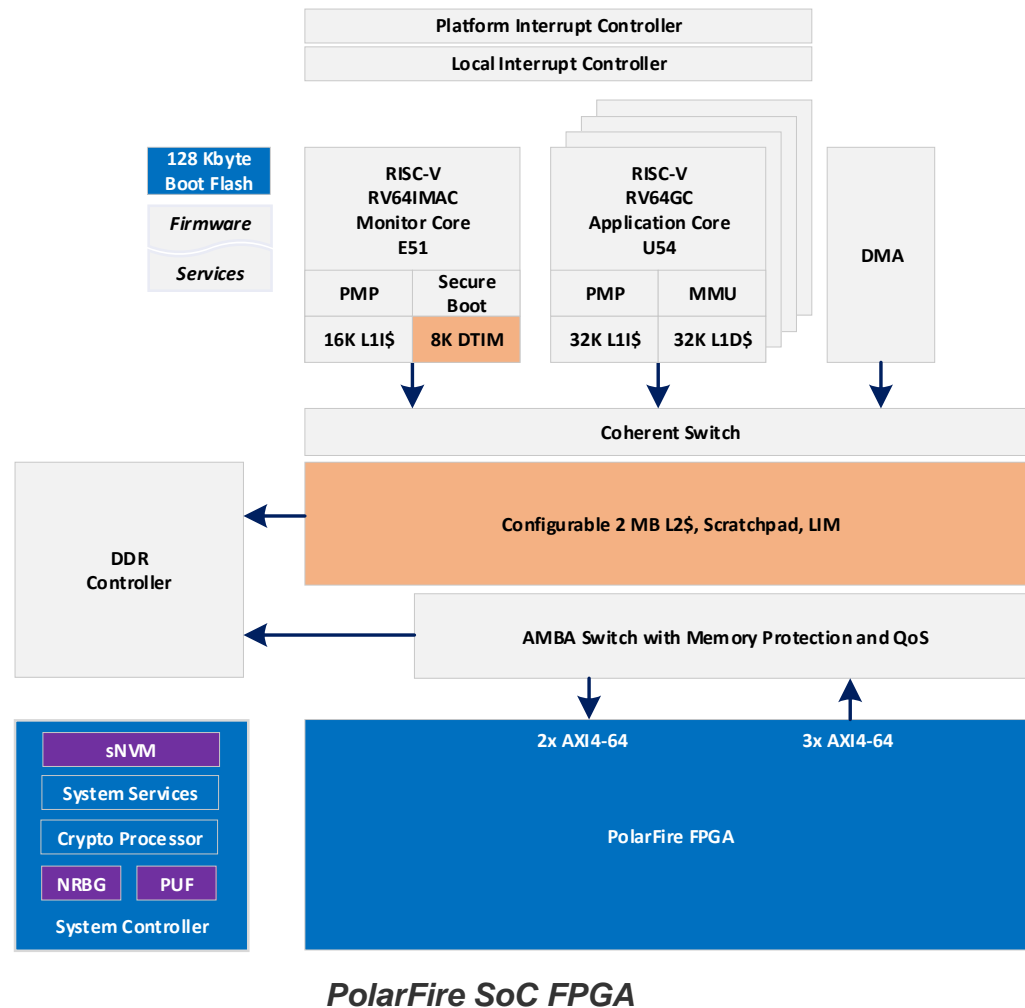 Platform Interrupt Controller
Local Interrupt Controller
128 Kbyte
Boot Flash
Firmware
Services
RISC-V
RV64IMAC
Monitor Core
E51
PMP
Secure
Boot
16K L1I$
8K DTIM
RISC-V
RV64GC
Application Core
U54
PMP
MMU
32K L1I$
32K L1D$
DMA
Coherent Switch
Configurable 2 MB L2$, Scratchpad, LIM
DDR
Controller
AMBA Switch with Memory Protection and QoS
2x AXI4-64
3x AXI4-64
PolarFire FPGA
sNVM
System Services
Crypto Processor
NRBG
PUF
System Controller
PolarFire SoC FPGA